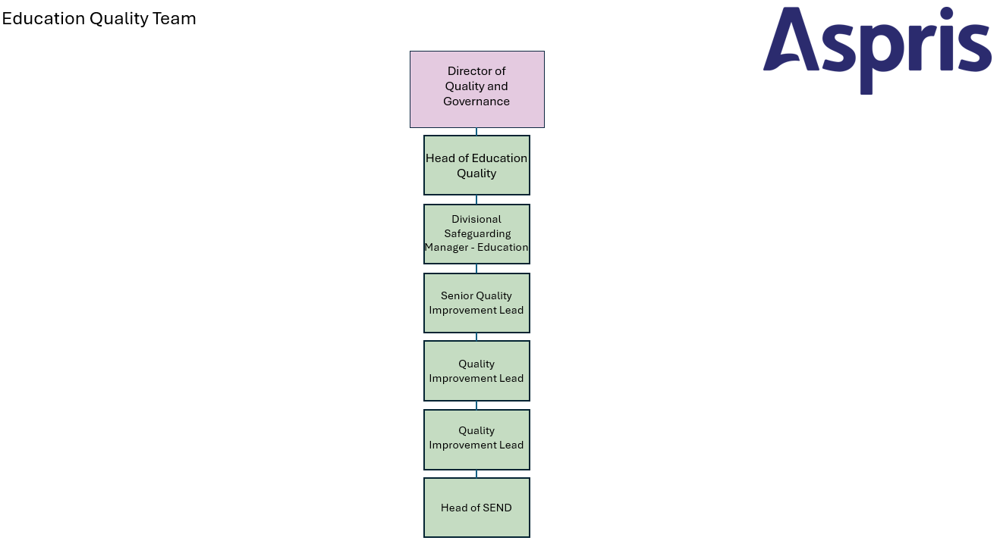 Education Quality Team
Aspris
Director of
Quality and
Governance
Head of Education
Quality
Divisional
Safeguarding
Manager - Education
Senior Quality
Improvement Lead
Quality
Improvement Lead
Quality
Improvement Lead
Head of SEND